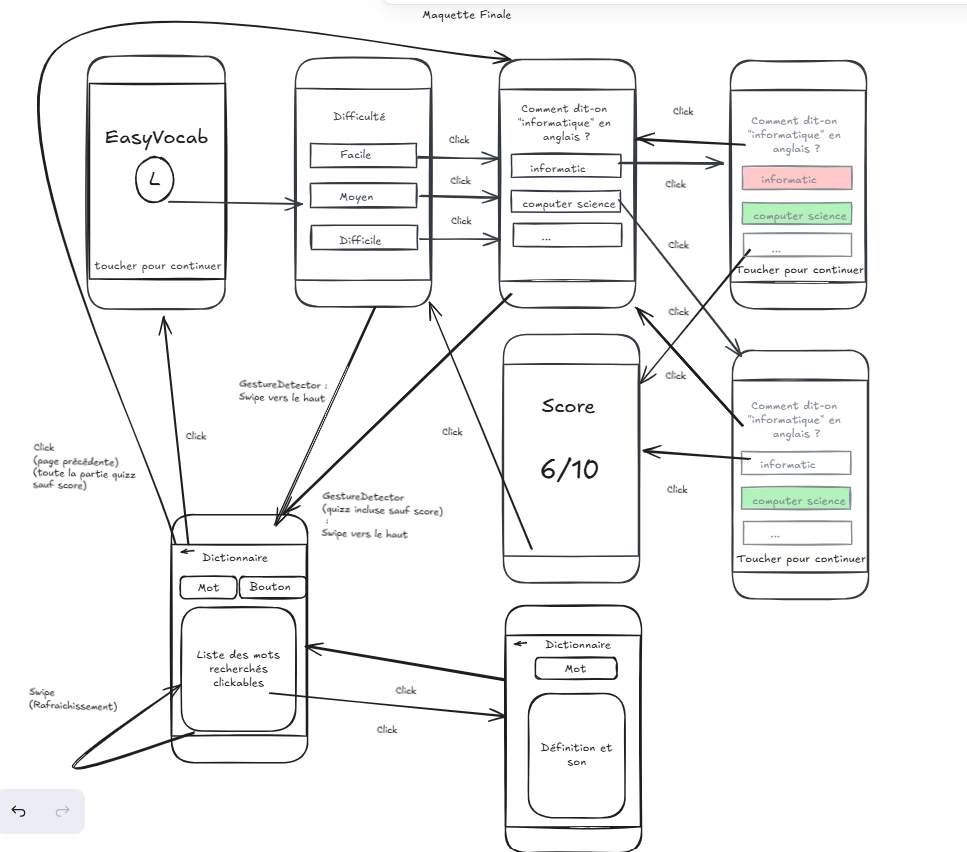 Maquette Finale
EasyVocab
L
toucher pour continuer
Difficulté
Facile
Moyen
Difficile
Click
Click
Click
Comment dit-on
"informatique" en
anglais ?
informatic
computer science
...
Click
Click
Click
Click
Click
Click
Comment dit-on
"informatique" en
anglais ?
informatic
computer science
...
Toucher pour continuer
Score
6/10
Comment dit-on
"informatique" en
anglais ?
informatic
computer science
...
Toucher pour continuer
GestureDetector :
Swipe vers le haut
Click
Click
Click
(page précédente)
(toute la partie quizz
sauf score)
GestureDetector
(quizz incluse sauf score)
:
Swipe vers le haut
Dictionnaire
Mot
Bouton
Liste des mots
recherchés
clickables
Swipe
(Rafraichissement)
Click
Click
Dictionnaire
Mot
Définition et
son